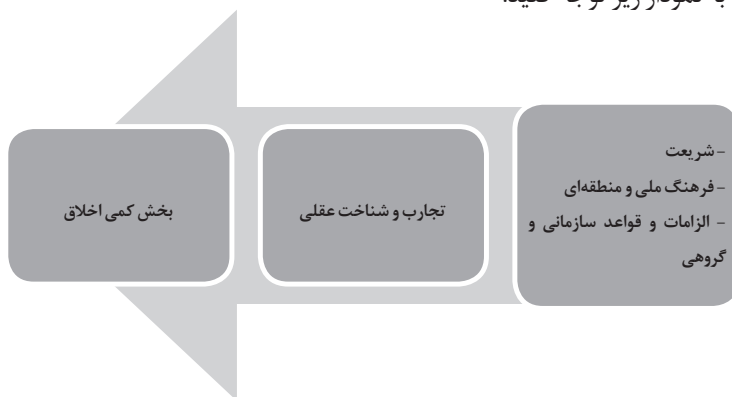 - شریعت
- فرهنگ ملی و منطقه‌ای
- الزامات و قواعد سازمانی و
گروهی
تجارب و شناخت عقلی
بخش کمی اخلاق